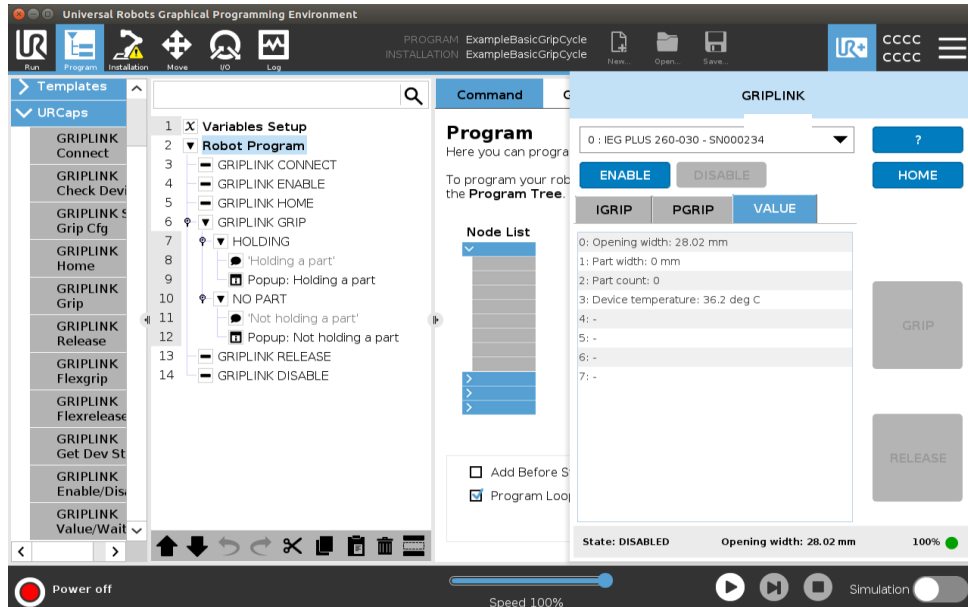 Universal Robots Graphical Programming Environment
Run
Program
Installation
Move
I/O
Log
PROGRAM ExampleBasicGripCycle
INSTALLATION ExampleBasicGripCycle
New...
Open...
Save...
UR+
CCCC
CCCC
Templates
URCaps
GRIPLINK
Connect
GRIPLINK
Check Devi
GRIPLINK S
Grip Cfg
GRIPLINK
Home
GRIPLINK
Grip
GRIPLINK
Release
GRIPLINK
Flexgrip
GRIPLINK
Flexrelease
GRIPLINK
Get Dev St
GRIPLINK
Enable/Disa
GRIPLINK
Value/Wait
1 X Variables Setup
2 Robot Program
3 GRIPLINK CONNECT
4 GRIPLINK ENABLE
5 GRIPLINK HOME
6 GRIPLINK GRIP
7 HOLDING
8 'Holding a part'
9 Popup: Holding a part
10 NO PART
11 'Not holding a part'
12 Popup: Not holding a part
13 GRIPLINK RELEASE
14 GRIPLINK DISABLE
Command
G
Program
Here you can progra
To program your rob
the Program Tree.
Node List
Add Before S
Program Loop
GRIPLINK
0 : IEG PLUS 260-030 - SN000234
?
ENABLE
DISABLE
HOME
IGRIP
PGRIP
VALUE
0: Opening width: 28.02 mm
1: Part width: 0 mm
2: Part count: 0
3: Device temperature: 36.2 deg C
4: -
5: -
6: -
7: -
GRIP
RELEASE
State: DISABLED
Opening width: 28.02 mm
100%
Power off
Speed 100%
Simulation